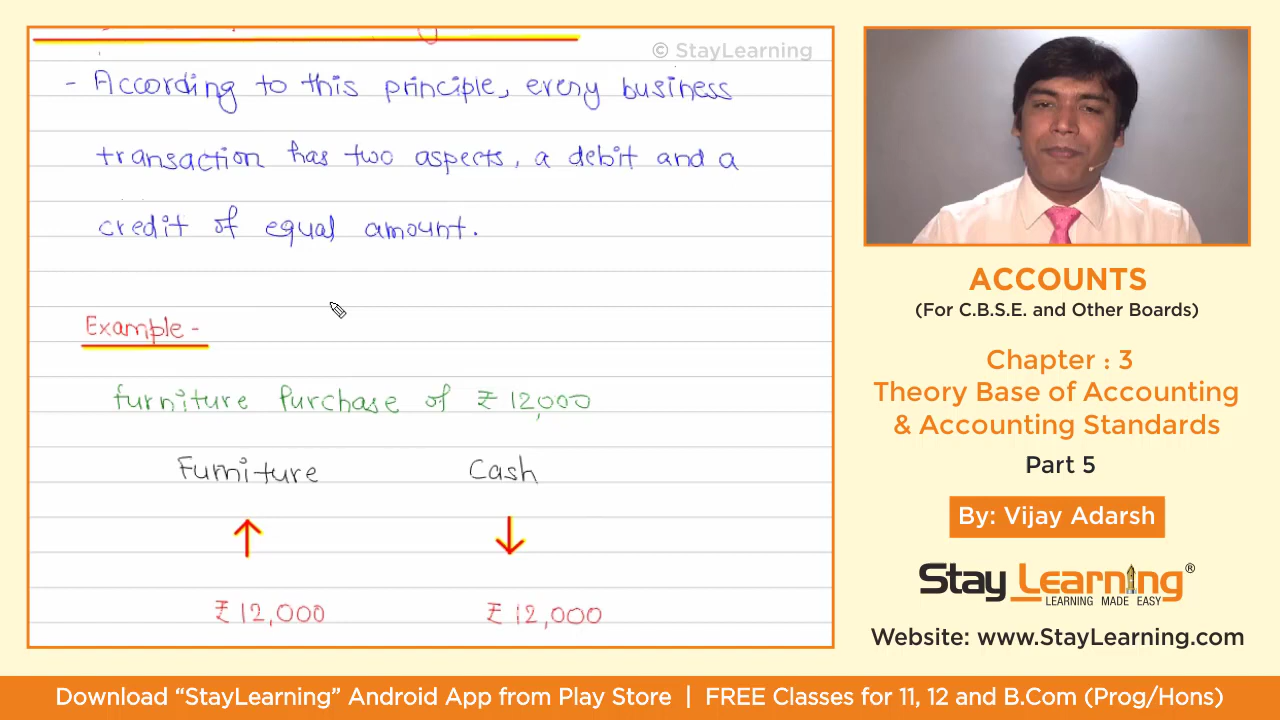 © StayLearning
- According to this principle, every business
transaction has two aspects, a debit and a
credit of equal amount.
Example -
furniture Purchase of ₹ 12,000
Furniture Cash
↑ ↓
₹ 12,000 ₹ 12,000
ACCOUNTS
(For C.B.S.E. and Other Boards)
Chapter : 3
Theory Base of Accounting
& Accounting Standards
Part 5
By: Vijay Adarsh
Stay Learning®
LEARNING MADE EASY
Website: www.StayLearning.com
Download “StayLearning” Android App from Play Store | FREE Classes for 11, 12 and B.Com (Prog/Hons)